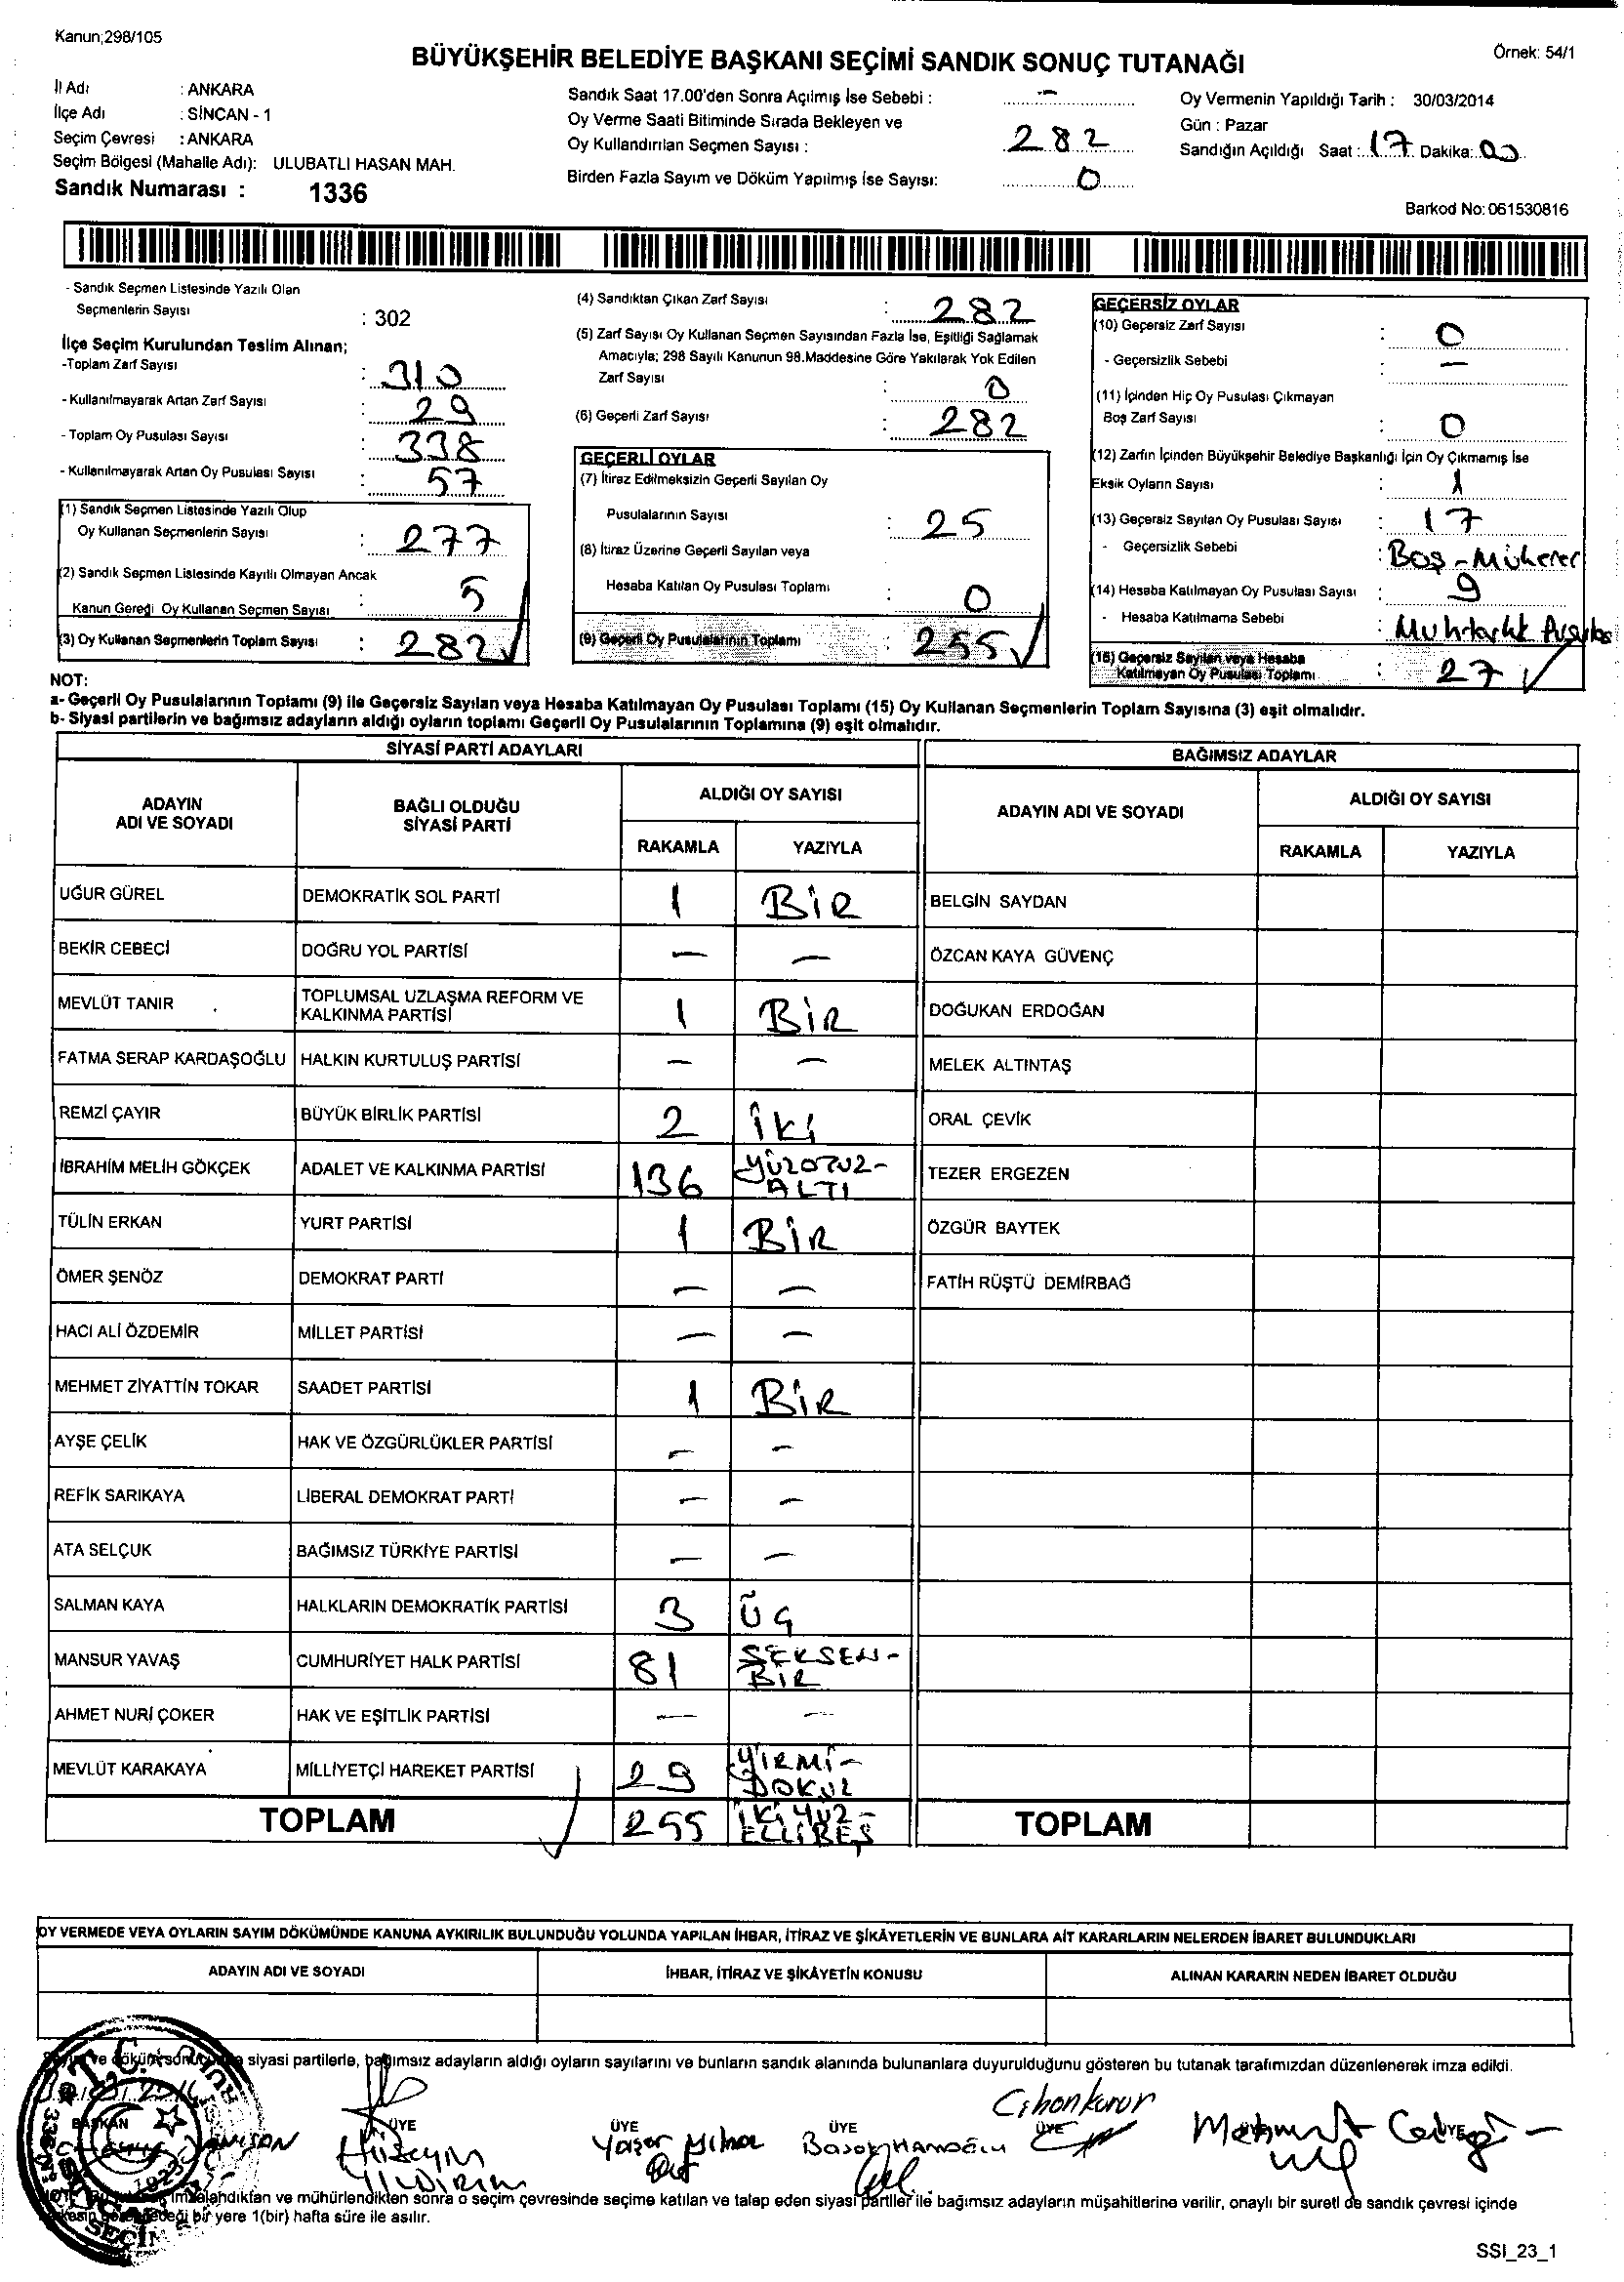 Kanun;298/105
Örnek: 54/1
BÜYÜKŞEHİR BELEDİYE BAŞKANI SEÇİMİ SANDIK SONUÇ TUTANAĞI
İl Adı : ANKARA
İlçe Adı : SİNCAN - 1
Seçim Çevresi : ANKARA
Seçim Bölgesi (Mahalle Adı): ULUBATLI HASAN MAH.
Sandık Numarası : 1336
Sandık Saat 17.00'den Sonra Açılmış İse Sebebi : -
Oy Verme Saati Bitiminde Sırada Bekleyen ve
Oy Kullandırılan Seçmen Sayısı : 282
Birden Fazla Sayım ve Döküm Yapılmış İse Sayısı: 0
Oy Vermenin Yapıldığı Tarih : 30/03/2014
Gün : Pazar
Sandığın Açıldığı Saat : 17 Dakika: 00
Barkod No: 061530816
- Sandık Seçmen Listesinde Yazılı Olan
Seçmenlerin Sayısı : 302
İlçe Seçim Kurulundan Teslim Alınan;
-Toplam Zarf Sayısı : 310
- Kullanılmayarak Artan Zarf Sayısı : 29
- Toplam Oy Pusulası Sayısı : 338
- Kullanılmayarak Artan Oy Pusulası Sayısı : 57
(1) Sandık Seçmen Listesinde Yazılı Olup
Oy Kullanan Seçmenlerin Sayısı : 277
(2) Sandık Seçmen Listesinde Kayıtlı Olmayan Ancak
Kanun Gereği Oy Kullanan Seçmen Sayısı : 5
(3) Oy Kullanan Seçmenlerin Toplam Sayısı : 282
(4) Sandıktan Çıkan Zarf Sayısı : 282
(5) Zarf Sayısı Oy Kullanan Seçmen Sayısından Fazla İse, Eşitliği Sağlamak
Amacıyla; 298 Sayılı Kanunun 98.Maddesine Göre Yakılarak Yok Edilen
Zarf Sayısı : 0
(6) Geçerli Zarf Sayısı : 282
GEÇERLİ OYLAR
(7) İtiraz Edilmeksizin Geçerli Sayılan Oy
Pusulalarının Sayısı : 25
(8) İtiraz Üzerine Geçerli Sayılan veya
Hesaba Katılan Oy Pusulası Toplamı : 0
(9) Geçerli Oy Pusulalarının Toplamı : 255
GEÇERSİZ OYLAR
(10) Geçersiz Zarf Sayısı : 0
- Geçersizlik Sebebi : -
(11) İçinden Hiç Oy Pusulası Çıkmayan
Boş Zarf Sayısı : 0
(12) Zarfın İçinden Büyükşehir Belediye Başkanlığı İçin Oy Çıkmamış İse
Eksik Oyların Sayısı : 1
(13) Geçersiz Sayılan Oy Pusulası Sayısı : 17
- Geçersizlik Sebebi : Boş-Mükerer
(14) Hesaba Katılmayan Oy Pusulası Sayısı : 9
- Hesaba Katılmama Sebebi : Muhtarlık
(15) Geçersiz Sayılan veya Hesaba
Katılmayan Oy Pusulası Toplamı : 27
NOT:
a- Geçerli Oy Pusulalarının Toplamı (9) ile Geçersiz Sayılan veya Hesaba Katılmayan Oy Pusulası Toplamı (15) Oy Kullanan Seçmenlerin Toplam Sayısına (3) eşit olmalıdır.
b- Siyasi partilerin ve bağımsız adayların aldığı oyların toplamı Geçerli Oy Pusulalarının Toplamına (9) eşit olmalıdır.
SİYASİ PARTİ ADAYLARI
ADAYIN
ADI VE SOYADI
BAĞLI OLDUĞU
SİYASİ PARTİ
ALDIĞI OY SAYISI
RAKAMLA YAZIYLA
UĞUR GÜREL DEMOKRATİK SOL PARTİ 1 BİR
BEKİR CEBECİ DOĞRU YOL PARTİSİ - -
MEVLÜT TANIR TOPLUMSAL UZLAŞMA REFORM VE
KALKINMA PARTİSİ 1 BİR
FATMA SERAP KARDAŞOĞLU HALKIN KURTULUŞ PARTİSİ - -
REMZİ ÇAYIR BÜYÜK BİRLİK PARTİSİ 2 İKİ
İBRAHİM MELİH GÖKÇEK ADALET VE KALKINMA PARTİSİ 136 YÜZOTUZ-
ALTI
TÜLİN ERKAN YURT PARTİSİ 1 BİR
ÖMER ŞENÖZ DEMOKRAT PARTİ - -
HACI ALİ ÖZDEMİR MİLLET PARTİSİ - -
MEHMET ZİYATTİN TOKAR SAADET PARTİSİ 1 BİR
AYŞE ÇELİK HAK VE ÖZGÜRLÜKLER PARTİSİ - -
REFİK SARIKAYA LİBERAL DEMOKRAT PARTİ - -
ATA SELÇUK BAĞIMSIZ TÜRKİYE PARTİSİ - -
SALMAN KAYA HALKLARIN DEMOKRATİK PARTİSİ 3 ÜÇ
MANSUR YAVAŞ CUMHURİYET HALK PARTİSİ 81 SEKSEN-
BİR
AHMET NURİ ÇOKER HAK VE EŞİTLİK PARTİSİ - -
MEVLÜT KARAKAYA MİLLİYETÇİ HAREKET PARTİSİ 29 YİRMİ-
DOKUZ
TOPLAM 255 İKİYÜZ-
ELLİBEŞ
BAĞIMSIZ ADAYLAR
ADAYIN ADI VE SOYADI
ALDIĞI OY SAYISI
RAKAMLA YAZIYLA
BELGİN SAYDAN
ÖZCAN KAYA GÜVENÇ
DOĞUKAN ERDOĞAN
MELEK ALTINTAŞ
ORAL ÇEVİK
TEZER ERGEZEN
ÖZGÜR BAYTEK
FATİH RÜŞTÜ DEMİRBAĞ
TOPLAM
OY VERMEDE VEYA OYLARIN SAYIM DÖKÜMÜNDE KANUNA AYKIRILIK BULUNDUĞU YOLUNDA YAPILAN İHBAR, İTİRAZ VE ŞİKÂYETLERİN VE BUNLARA AİT KARARLARIN NELERDEN İBARET BULUNDUKLARI
ADAYIN ADI VE SOYADI İHBAR, İTİRAZ VE ŞİKÂYETİN KONUSU ALINAN KARARIN NEDEN İBARET OLDUĞU
siyasi partilerle, bağımsız adayların aldığı oyların sayılarını ve bunların sandık alanında bulunanlara duyurulduğunu gösteren bu tutanak tarafımızdan düzenlenerek imza edildi.
T.C.
BAŞKAN
1923
SEÇİM
ÜYE
Hüseyin
YILDIRIM
ÜYE
Yaşar
ÜYE
ÜYE
Mehmet
imzalandıktan ve mühürlendikten sonra o seçim çevresinde seçime katılan ve talep eden siyasi partiler ile bağımsız adayların müşahitlerine verilir, onaylı bir sureti de sandık çevresi içinde
bir yere 1(bir) hafta süre ile asılır.
SSI_23_1